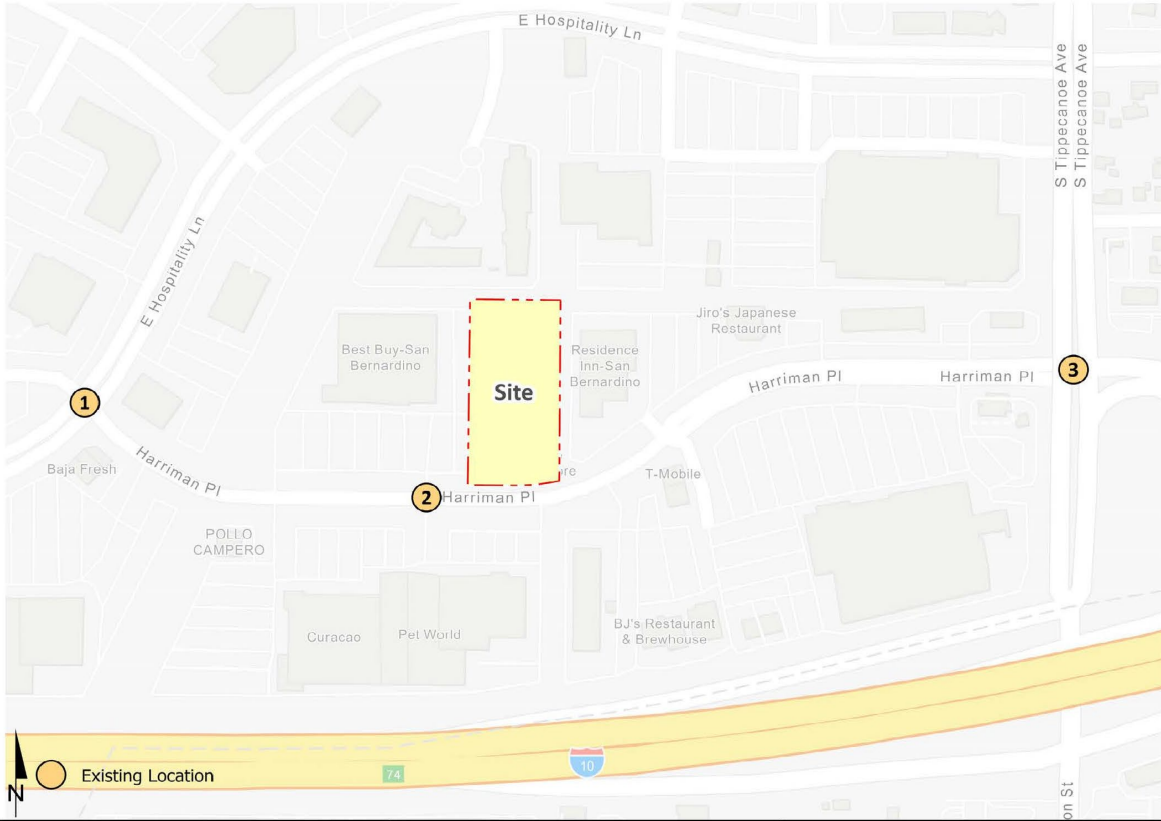 E Hospitality Ln
S Tippecanoe Ave
S Tippecanoe Ave
E Hospitality Ln
Jiro's Japanese
Restaurant
Best Buy-San
Bernardino
Residence
Inn-San
Bernardino
Site
Harriman Pl
Harriman Pl
3
1
Baja Fresh
Harriman Pl
2
Harriman Pl
T-Mobile
POLLO
CAMPERO
BJ's Restaurant
& Brewhouse
Curacao
Pet World
10
74
Existing Location
N